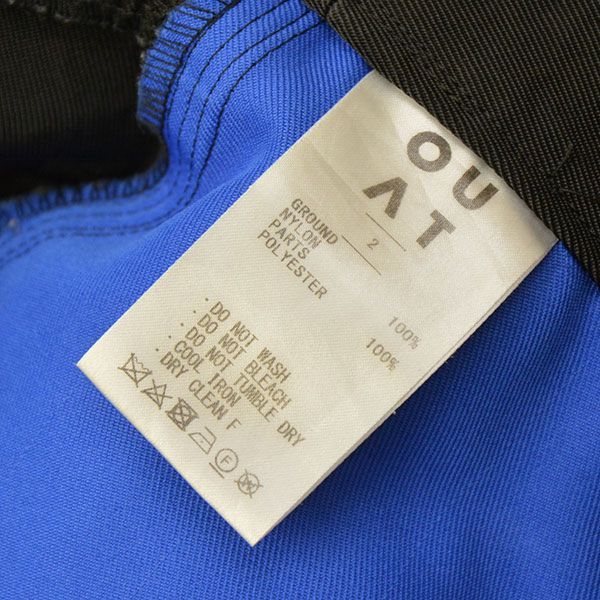 OU
AT
2
GROUND
NYLON 100%
PARTS
POLYESTER 100%
· DO NOT WASH
· DO NOT BLEACH
· DO NOT TUMBLE DRY
· COOL IRON
· DRY CLEAN F
F
W